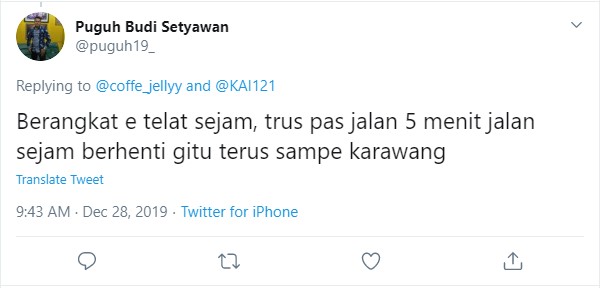 Puguh Budi Setyawan
@puguh19_
Replying to @coffe_jellyy and @KAI121
Berangkat e telat sejam, trus pas jalan 5 menit jalan
sejam berhenti gitu terus sampe karawang
Translate Tweet
9:43 AM · Dec 28, 2019 · Twitter for iPhone